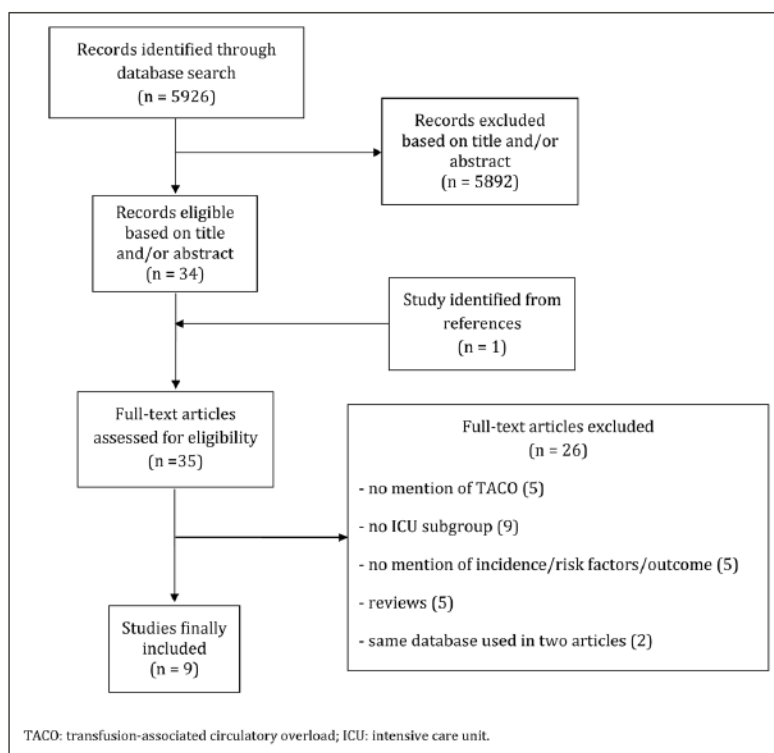 Records identified through
database search
(n = 5926)
Records excluded
based on title and/or
abstract
(n = 5892)
Records eligible
based on title
and/or abstract
(n = 34)
Study identified from
references
(n = 1)
Full-text articles
assessed for eligibility
(n =35)
Full-text articles excluded
(n = 26)
- no mention of TACO (5)
- no ICU subgroup (9)
- no mention of incidence/risk factors/outcome (5)
- reviews (5)
- same database used in two articles (2)
Studies finally
included
(n = 9)
TACO: transfusion-associated circulatory overload; ICU: intensive care unit.